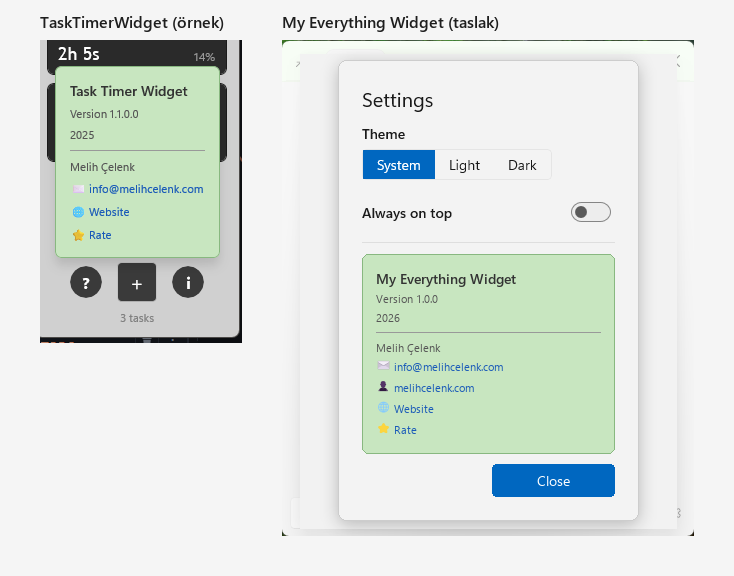 TaskTimerWidget (örnek)
2h 5s
14%
Task Timer Widget
Version 1.1.0.0
2025
Melih Çelenk
info@melihcelenk.com
Website
Rate
?
+
i
3 tasks
My Everything Widget (taslak)
Settings
Theme
System Light Dark
Always on top
My Everything Widget
Version 1.0.0
2026
Melih Çelenk
info@melihcelenk.com
melihcelenk.com
Website
Rate
Close